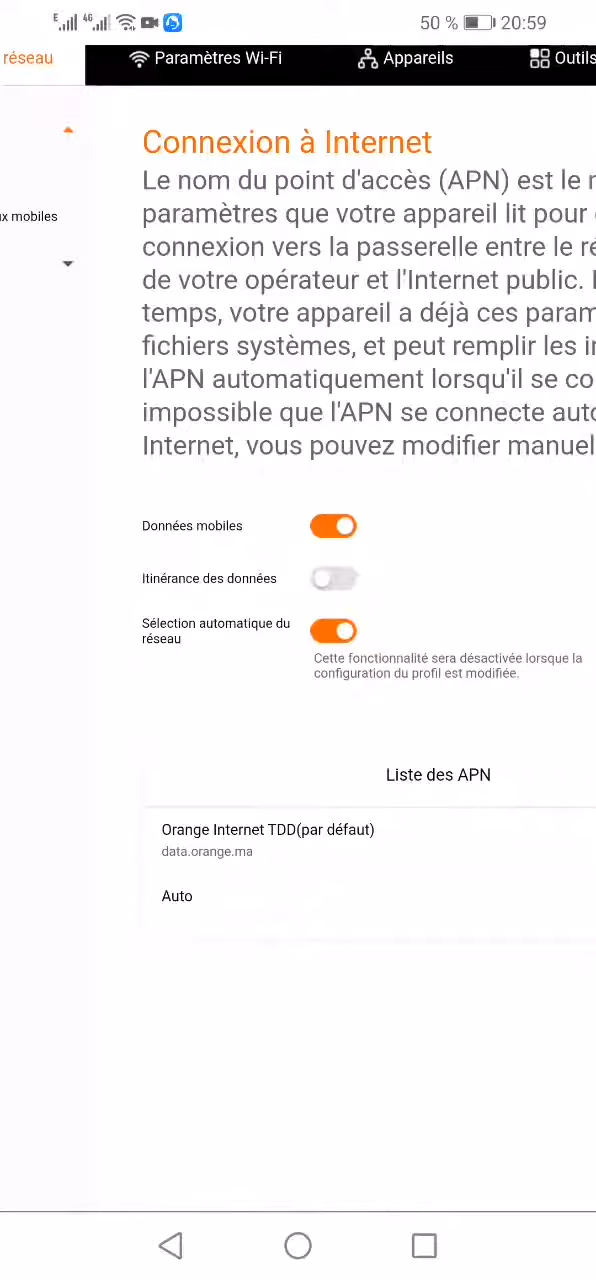 E 4G 50 % 20:59
réseau Paramètres Wi-Fi Appareils Outils
Connexion à Internet
Le nom du point d'accès (APN) est le
paramètres que votre appareil lit pour
connexion vers la passerelle entre le
de votre opérateur et l'Internet public.
temps, votre appareil a déjà ces
fichiers systèmes, et peut remplir les
l'APN automatiquement lorsqu'il se
impossible que l'APN se connecte
Internet, vous pouvez modifier
mobiles
Données mobiles
Itinérance des données
Sélection automatique du
réseau
Cette fonctionnalité sera désactivée lorsque la
configuration du profil est modifiée.
Liste des APN
Orange Internet TDD(par défaut)
data.orange.ma
Auto